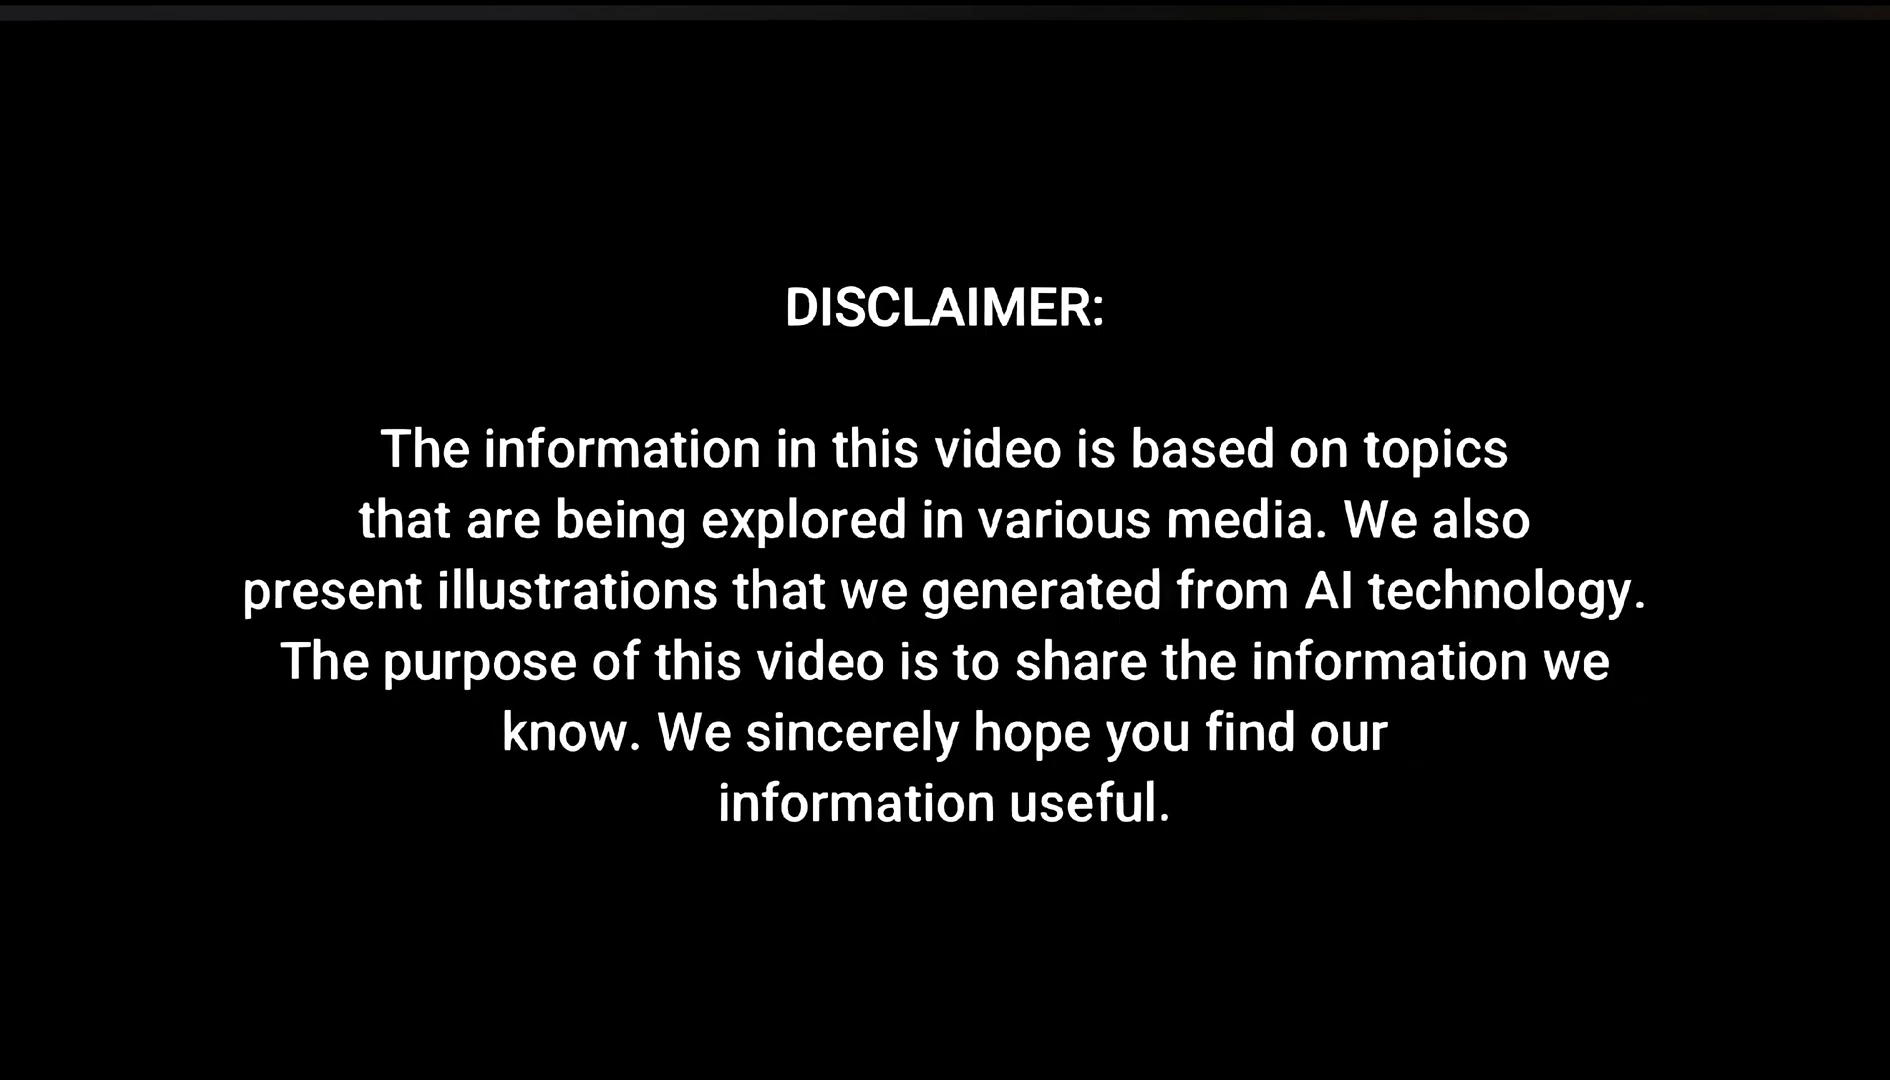 DISCLAIMER:
The information in this video is based on topics
that are being explored in various media. We also
present illustrations that we generated from AI technology.
The purpose of this video is to share the information we
know. We sincerely hope you find our
information useful.